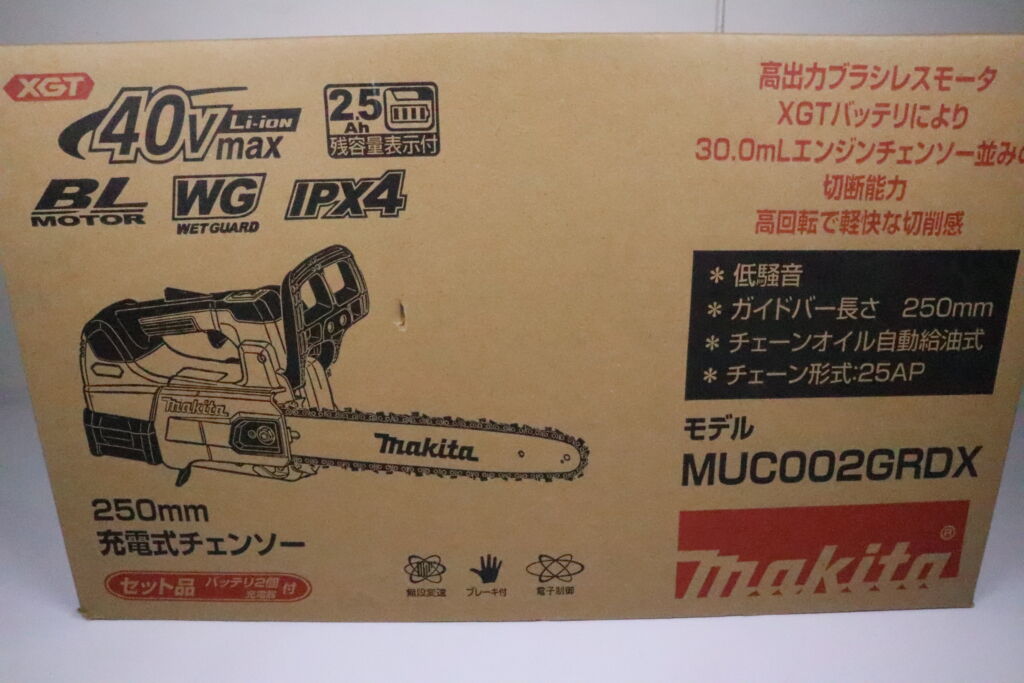 XGT
40Vmax Li-ion
2.5Ah
残容量表示付
BL MOTOR
WG WET GUARD
IPX4
高出力ブラシレスモータ
XGTバッテリにより
30.0mLエンジンチェンソー並みの
切断能力
高回転で軽快な切削感
* 低騒音
* ガイドバー長さ 250mm
* チェーンオイル自動給油式
* チェーン形式:25AP
makita
makita
モデル
MUC002GRDX
makita®
250mm
充電式チェンソー
セット品 バッテリ2個 充電器 付
無段変速
ブレーキ付
電子制御